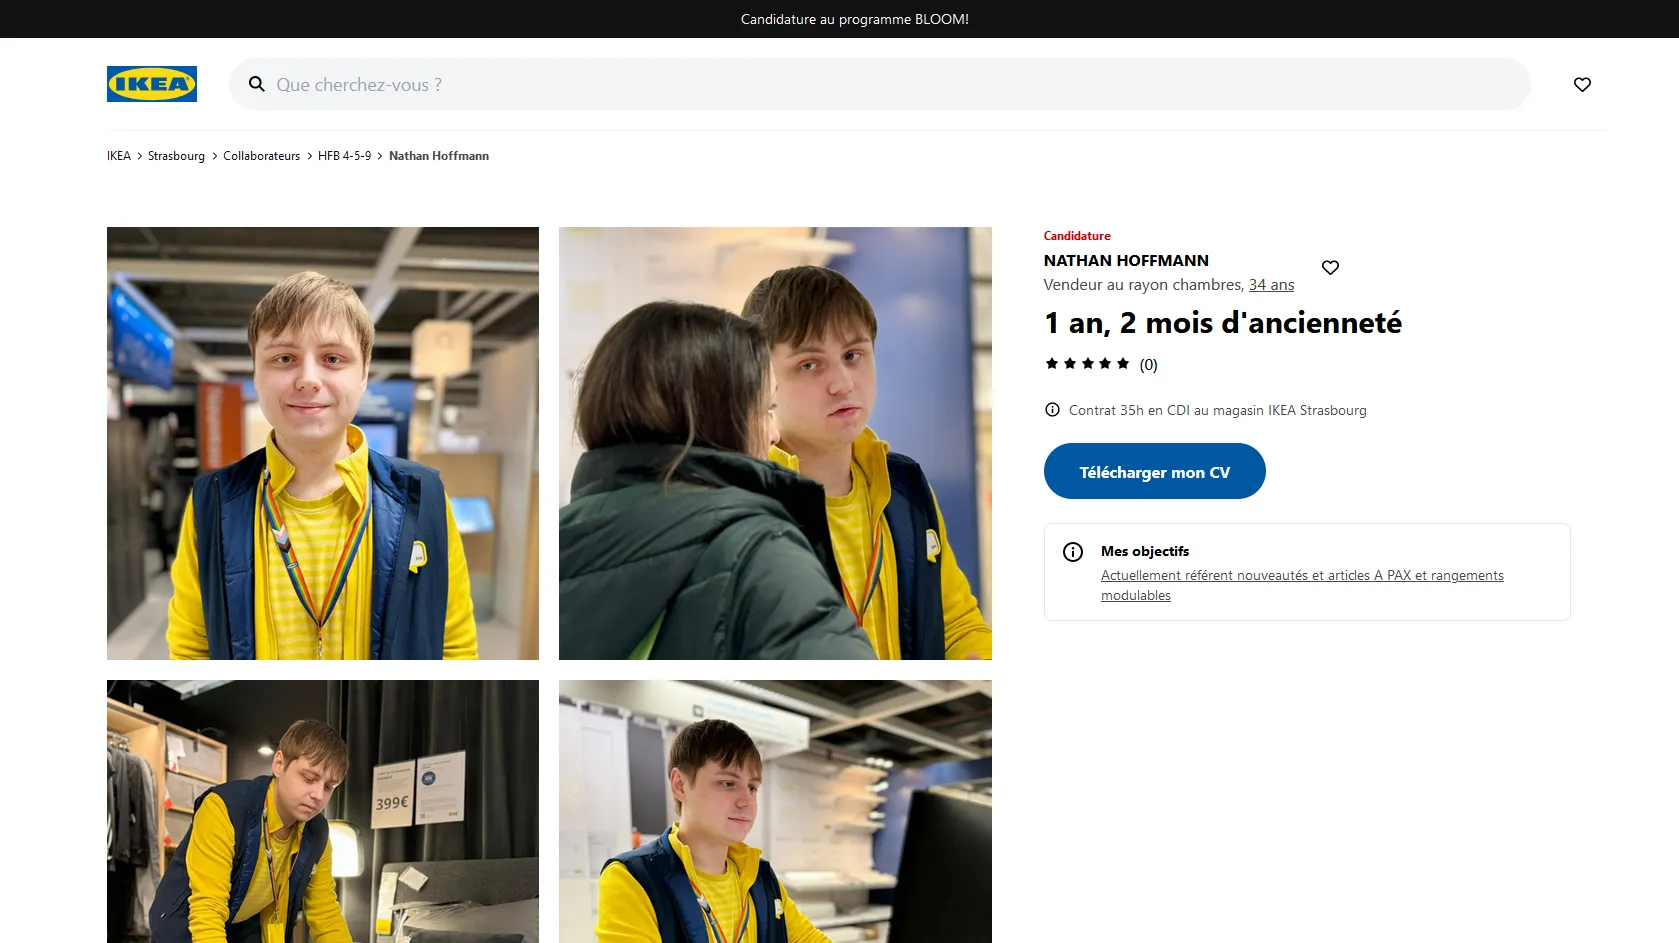 Candidature au programme BLOOM!
IKEA
Que cherchez-vous ?
IKEA > Strasbourg > Collaborateurs > HFB 4-5-9 > Nathan Hoffmann
Candidature
NATHAN HOFFMANN
Vendeur au rayon chambres, 34 ans
1 an, 2 mois d'ancienneté
(0)
Contrat 35h en CDI au magasin IKEA Strasbourg
Télécharger mon CV
Mes objectifs
Actuellement référent nouveautés et articles A PAX et rangements
modulables
399€